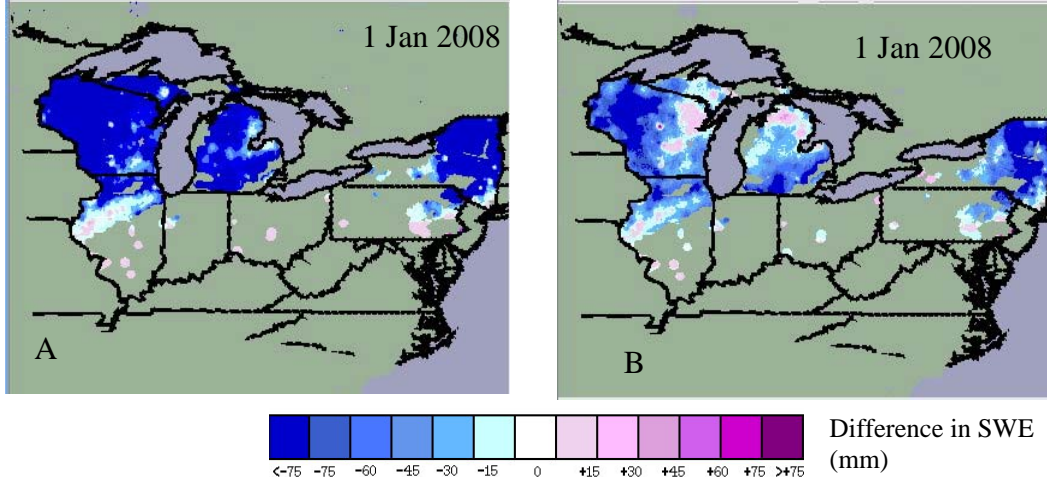 1 Jan 2008
1 Jan 2008
A
B
Difference in SWE
(mm)
<-75 -75 -60 -45 -30 -15 0 +15 +30 +45 +60 +75 >+75